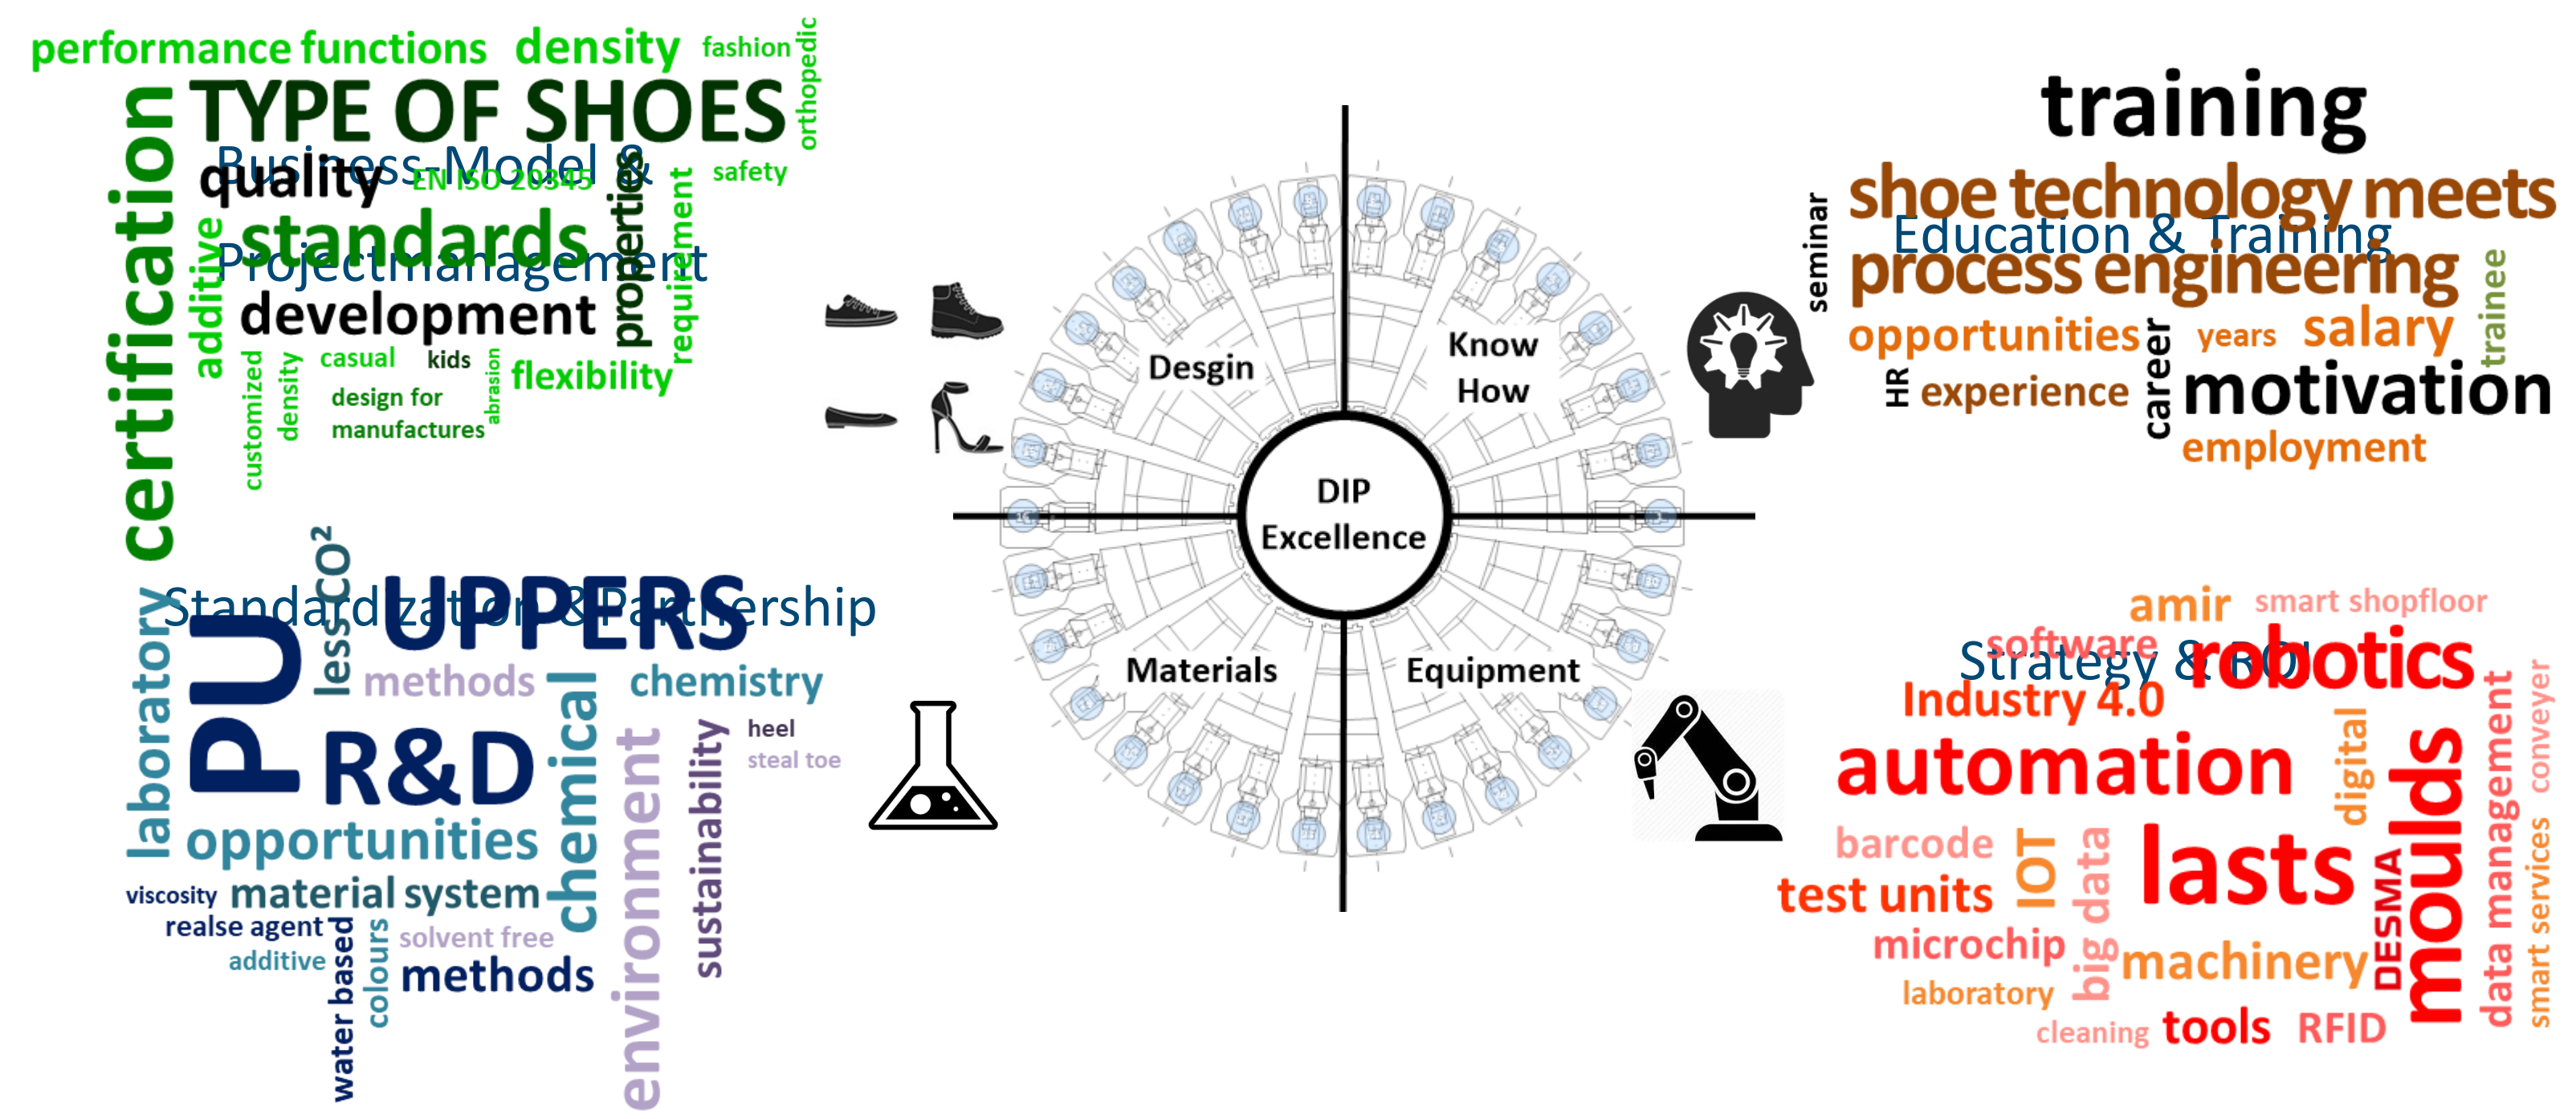 performance functions density fashion
orthopedic
TYPE OF SHOES
certification
Business-Model &
quality
EN ISO 20345
properties
safety
requirement
additive
standards
Projectmanagement
development
customized
density
casual
kids
abrasion
flexibility
design for
manufactures
Desgin
Know
How
DIP
Excellence
Materials
Equipment
training
seminar
shoe technology meets
Education & Training
process engineering
trainee
opportunities
career
years
salary
HR
experience
motivation
employment
less CO²
laboratory
Standardization & Partnership
UPPERS
PU
methods
chemistry
chemical
R&D
environment
sustainability
heel
steal toe
opportunities
viscosity
material system
realse agent
water based
colours
solvent free
additive
methods
amir
smart shopfloor
software
Strategy & ROI
robotics
Industry 4.0
conveyer
data management
automation
digital
moulds
barcode
IOT
big data
lasts
test units
DESMA
smart services
microchip
machinery
laboratory
cleaning
tools
RFID